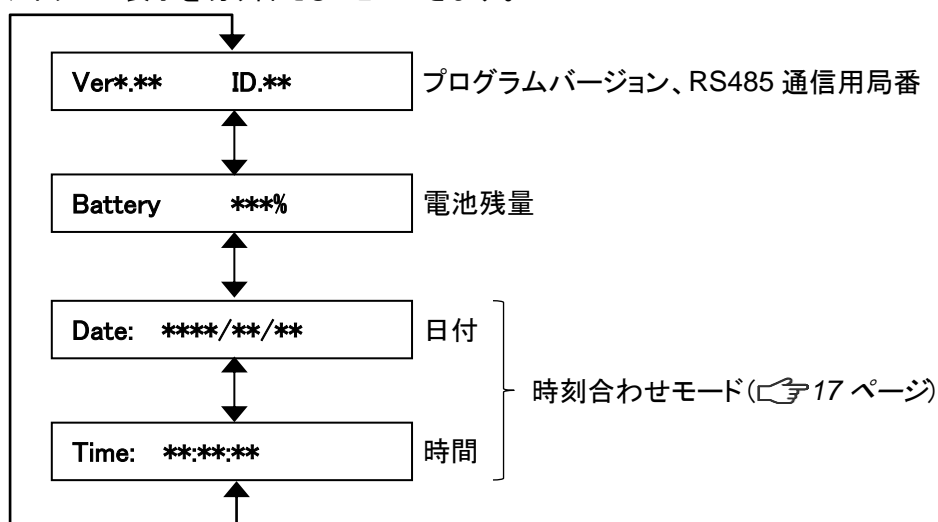 Ver*.** ID.** プログラムバージョン、RS485 通信用局番
Battery ***% 電池残量
Date: ****/**/** 日付
時刻合わせモード(☞17 ページ)
Time: **:**:** 時間